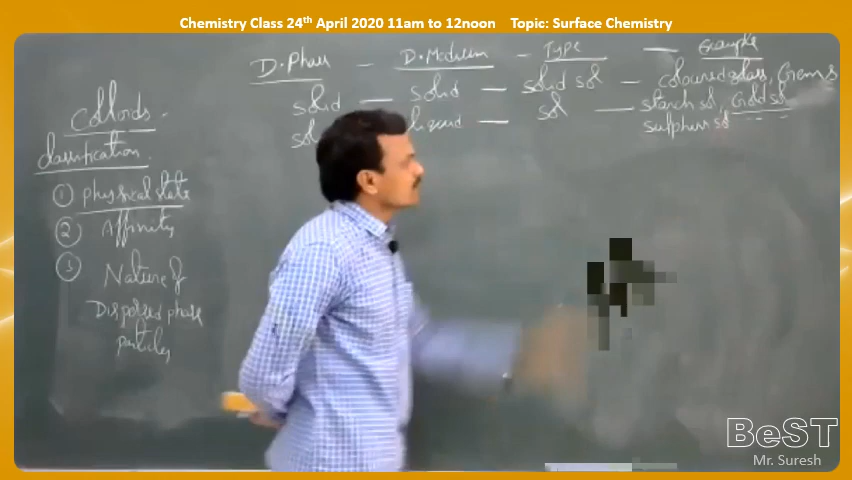 Chemistry Class 24th April 2020 11am to 12noon Topic: Surface Chemistry
D.Phase - D.Medium - Type - Example
solid - solid - solid sol - coloured glass, Gems
sol liquid - sol - starch sol, Gold sol
sulphur sol
Colloids.
classification.
① Physical state
② Affinity
③ Nature of
Dispersed phase
particles
BeST
Mr. Suresh